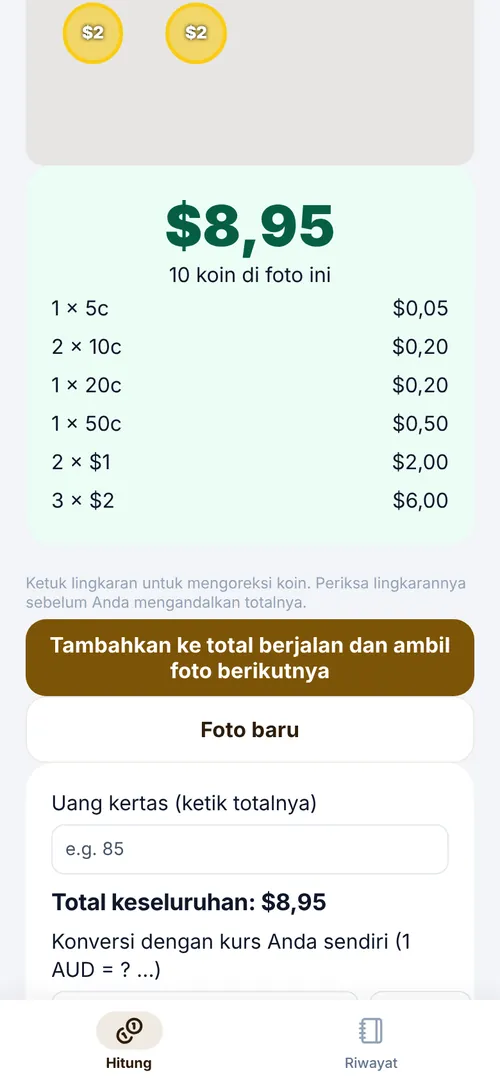 $2 $2
$8,95
10 koin di foto ini
1 × 5c $0,05
2 × 10c $0,20
1 × 20c $0,20
1 × 50c $0,50
2 × $1 $2,00
3 × $2 $6,00
Ketuk lingkaran untuk mengoreksi koin. Periksa lingkarannya
sebelum Anda mengandalkan totalnya.
Tambahkan ke total berjalan dan ambil
foto berikutnya
Foto baru
Uang kertas (ketik totalnya)
e.g. 85
Total keseluruhan: $8,95
Konversi dengan kurs Anda sendiri (1
AUD = ? ...)
Hitung Riwayat